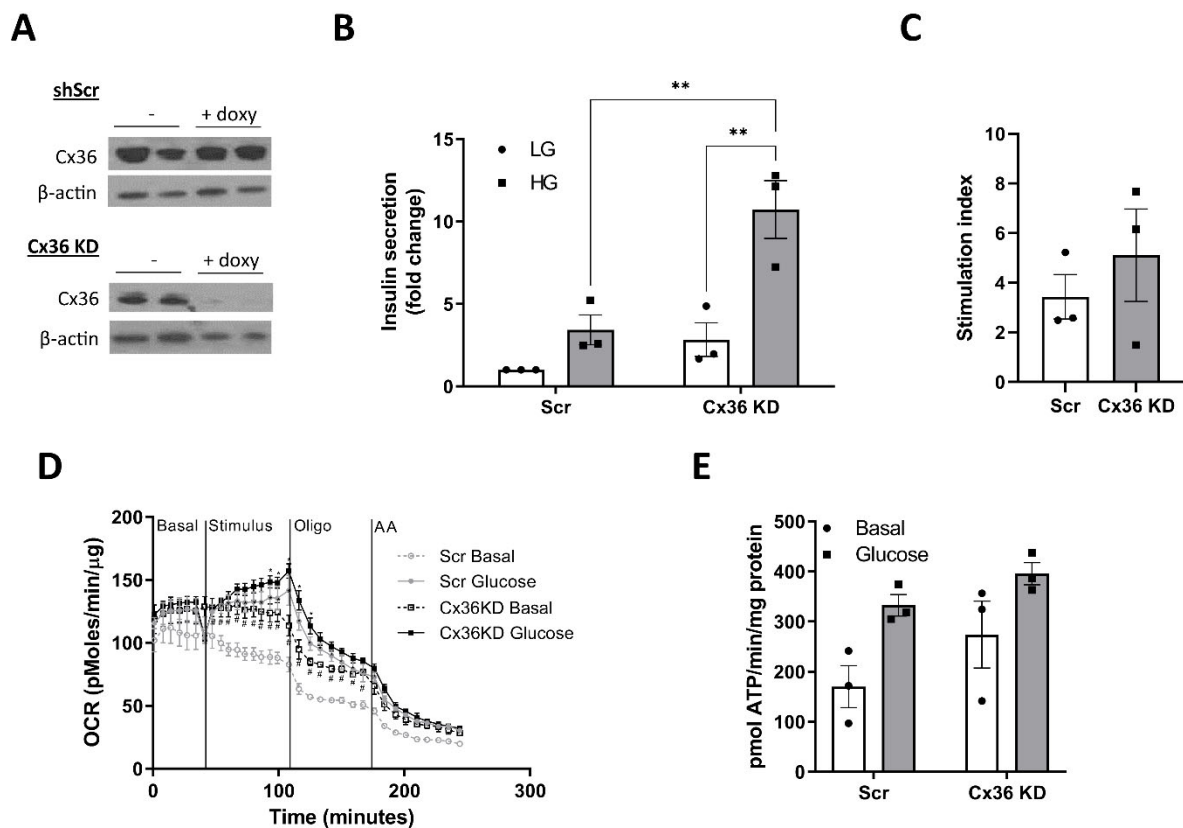 A
shScr
- + doxy
Cx36
β-actin
Cx36 KD
- + doxy
Cx36
β-actin
B
**
**
LG
HG
Insulin secretion
(fold change)
15
10
5
0
Scr Cx36 KD
C
Stimulation index
10
8
6
4
2
0
Scr Cx36 KD
D
Basal Stimulus Oligo AA
OCR (pMoles/min/µg)
200
150
100
50
0
0 100 200 300
Time (minutes)
Scr Basal
Scr Glucose
Cx36KD Basal
Cx36KD Glucose
E
Basal
Glucose
pmol ATP/min/mg protein
500
400
300
200
100
0
Scr Cx36 KD